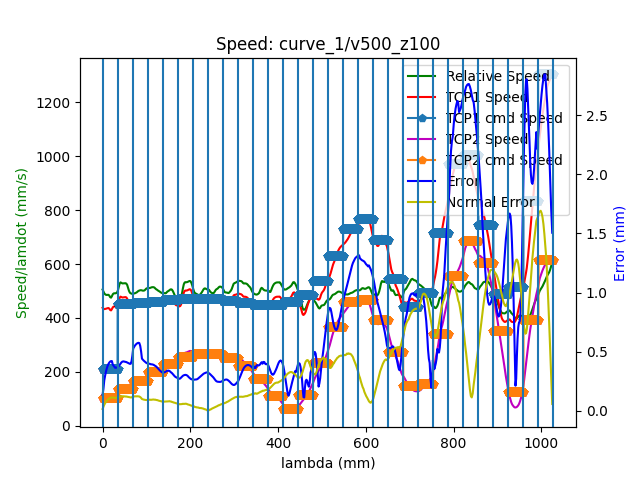 Speed: curve_1/v500_z100
Relative Speed
TCP1 Speed
TCP1 cmd Speed
TCP2 Speed
TCP2 cmd Speed
Error
Normal Error
Speed/lamdot (mm/s)
0
200
400
600
800
1000
1200
Error (mm)
0.0
0.5
1.0
1.5
2.0
2.5
0 200 400 600 800 1000
lambda (mm)